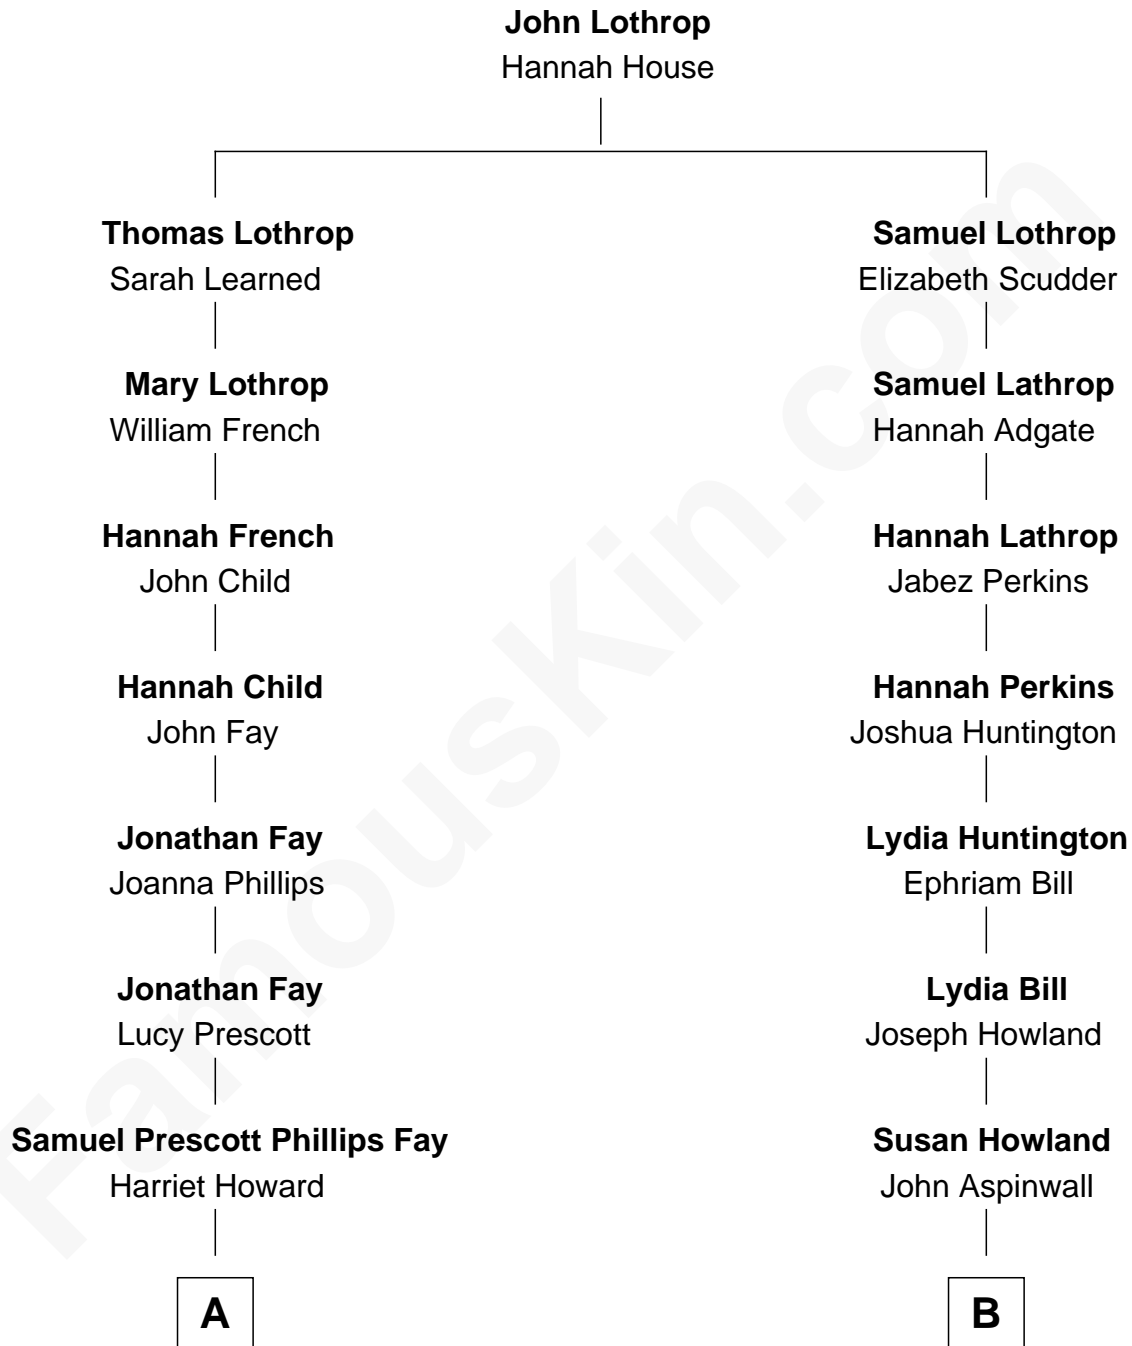 John Lothrop
Hannah House
Thomas Lothrop
Sarah Learned
Samuel Lothrop
Elizabeth Scudder
Mary Lothrop
William French
Samuel Lathrop
Hannah Adgate
Hannah French
John Child
Hannah Lathrop
Jabez Perkins
Hannah Child
John Fay
Hannah Perkins
Joshua Huntington
Jonathan Fay
Joanna Phillips
Lydia Huntington
Ephriam Bill
Jonathan Fay
Lucy Prescott
Lydia Bill
Joseph Howland
Samuel Prescott Phillips Fay
Harriet Howard
Susan Howland
John Aspinwall
A
B
FamousKin.com